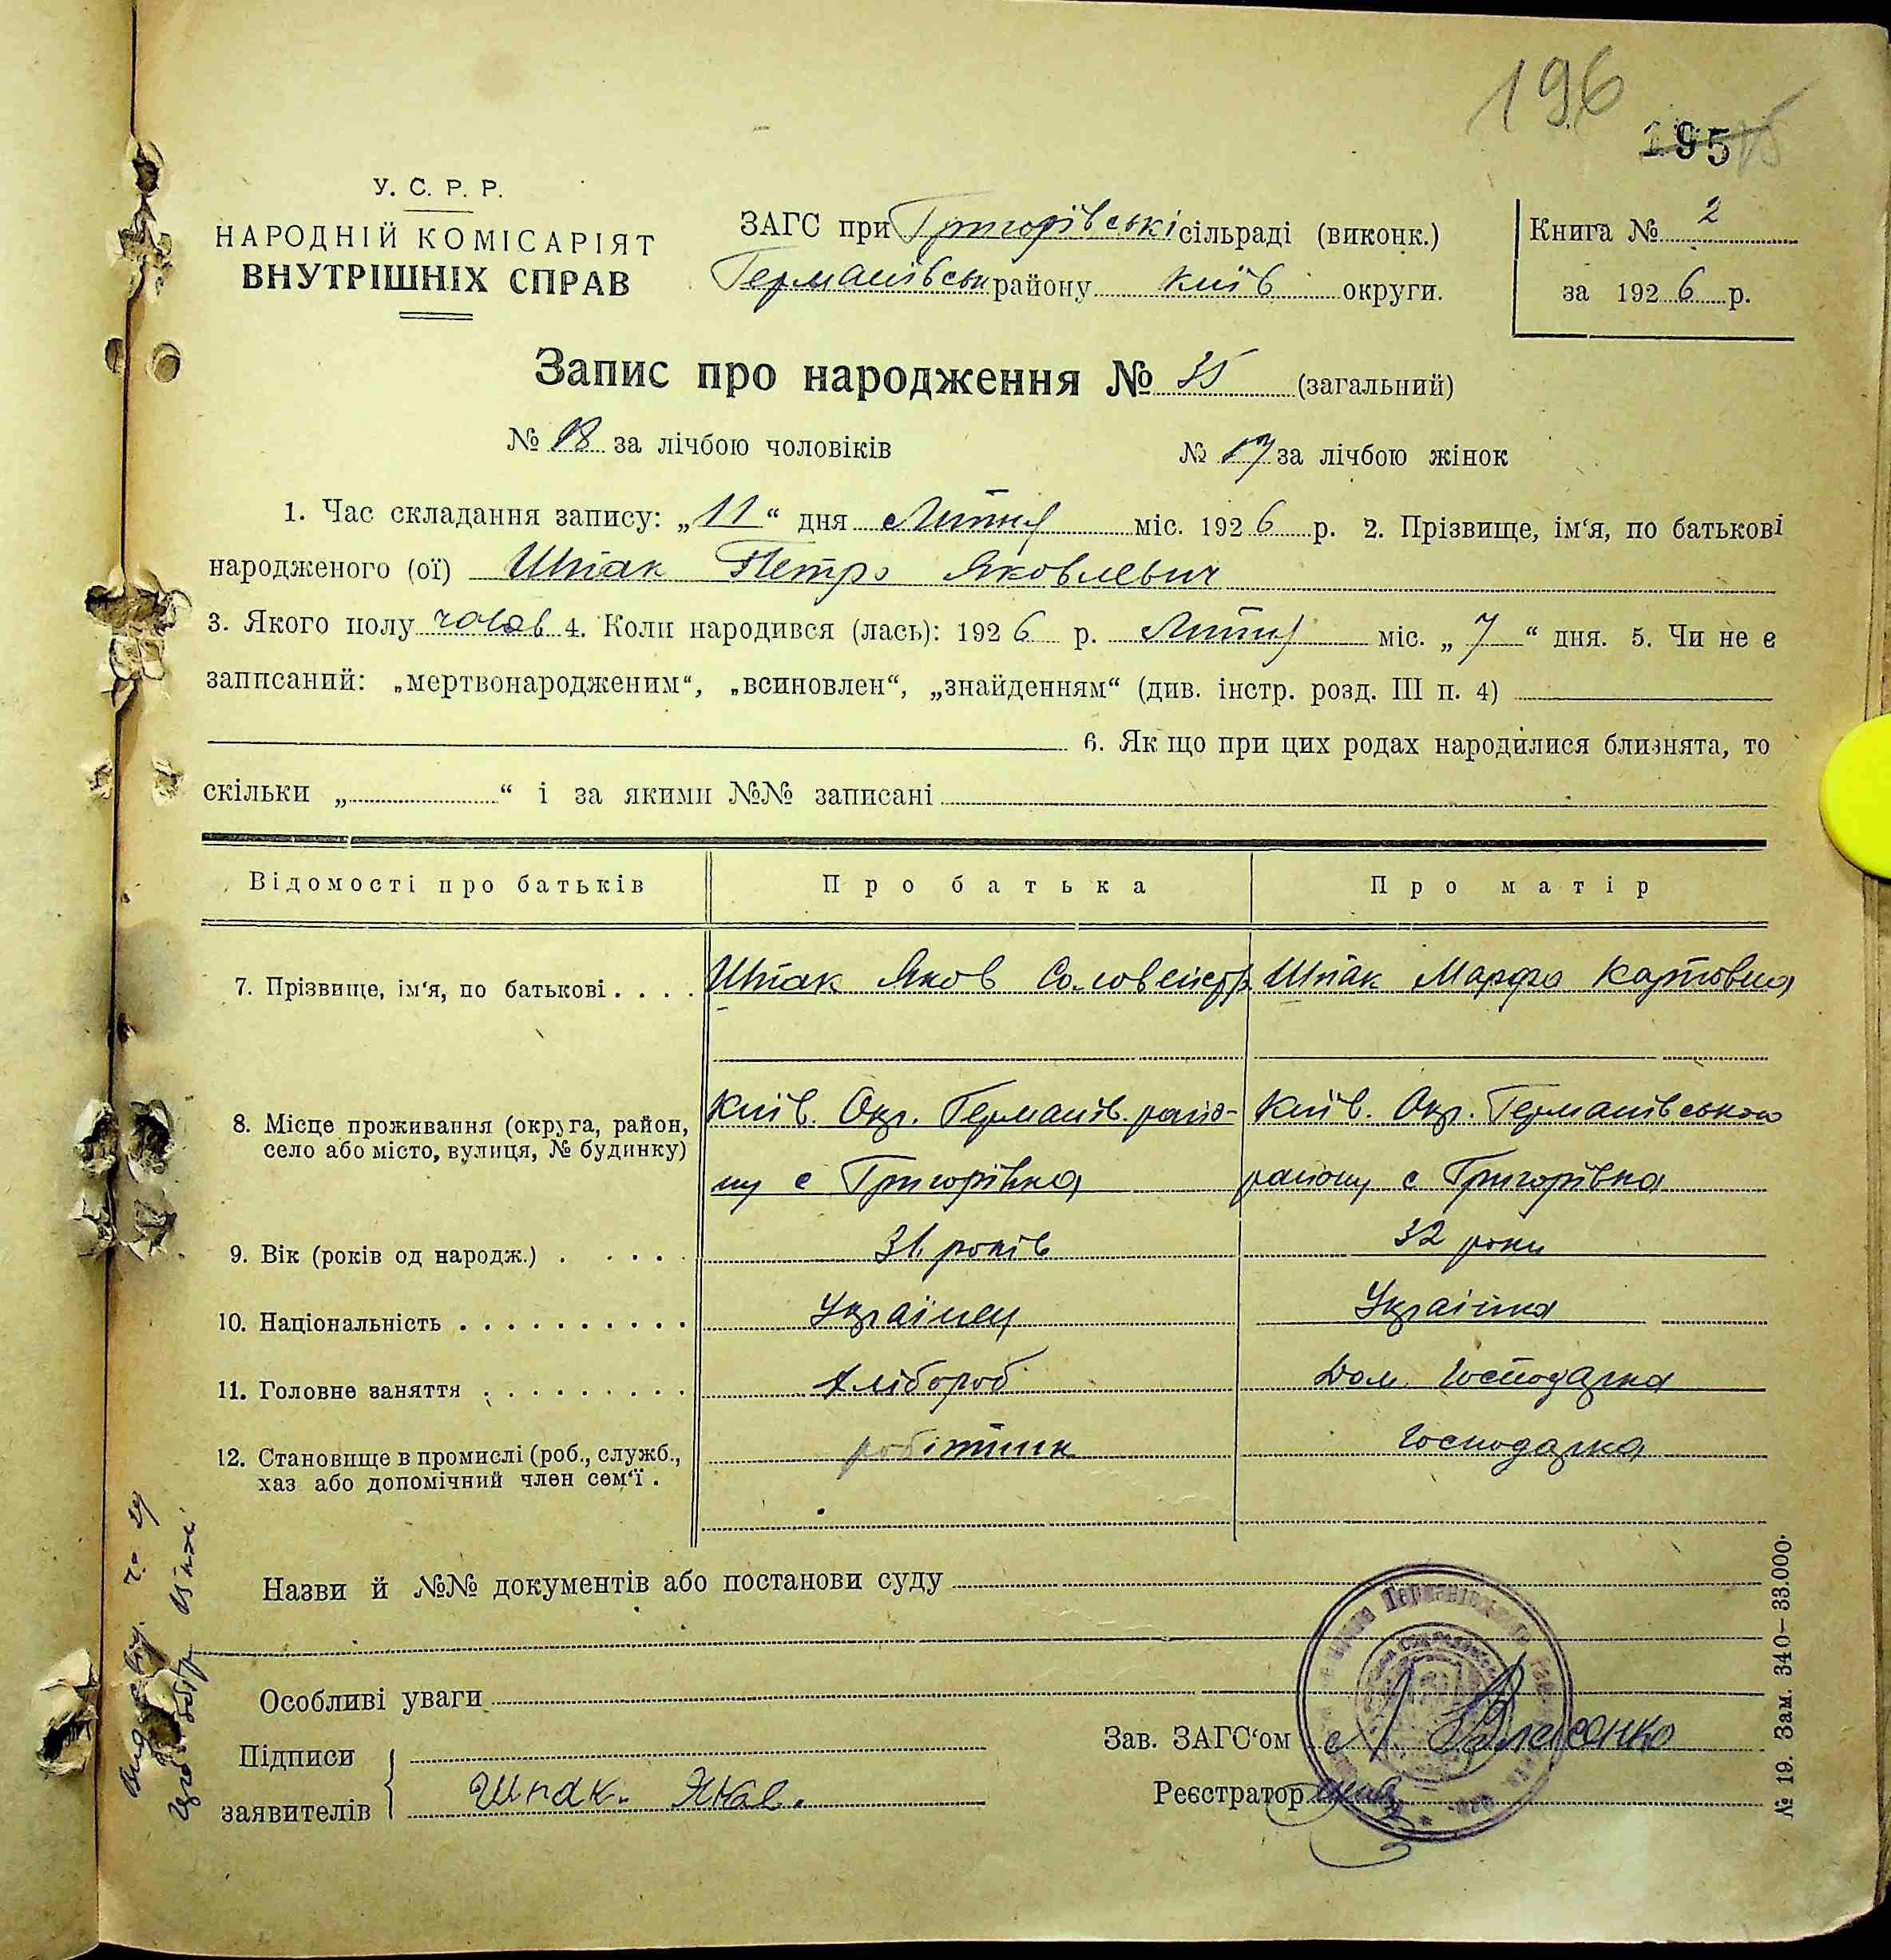 196
195
У. С. Р. Р.
НАРОДНІЙ КОМІСАРІЯТ
ВНУТРІШНІХ СПРАВ
ЗАГС при Григорівські сільраді (виконк.)
Германівськ району Київ округи.
Книга № 2
за 1926 р.
Запис про народження № 35 (загальний)
№ 18 за лічбою чоловіків № 17 за лічбою жінок
1. Час складання запису: „11“ дня Липня міс. 1926 р. 2. Прізвище, ім‘я, по батькові
народженого (ої) Шпак Петро Яковлевич
3. Якого полу чолов 4. Коли народився (лась): 1926 р. Липня міс. „7“ дня. 5. Чи не є
записаний: „мертвонародженим“, „всиновлен“, „знайденням“ (див. інстр. розд. III п. 4)
6. Як що при цих родах народилися близнята, то
скільки „ “ і за якими №№ записані
Відомості про батьків Про батька Про матір
7. Прізвище, ім‘я, по батькові . . . . Шпак Яков Шпак Марфа Карповна
8. Місце проживання (округа, район,
село або місто, вулиця, № будинку)
Київ. Окр. Германів. райо- Київ. Окр. Германівського
ну с Григорівка району с Григорівка
9. Вік (років од народж.) . . . . . 31 років 32 роки
10. Національність . . . . . . . . . . Українец Українка
11. Головне заняття . . . . . . . . . Хлібороб Дом. Господарка
12. Становище в промислі (роб., служб.,
хаз або допомічний член сем‘ї .
робітник Господарка
Назви й №№ документів або постанови суду
Особливі уваги
Підписи
заявителів
Шпак. Яков.
Зав. ЗАГС‘ом Власенко
Реєстратор
№ 19. Зам. 340—33.000.